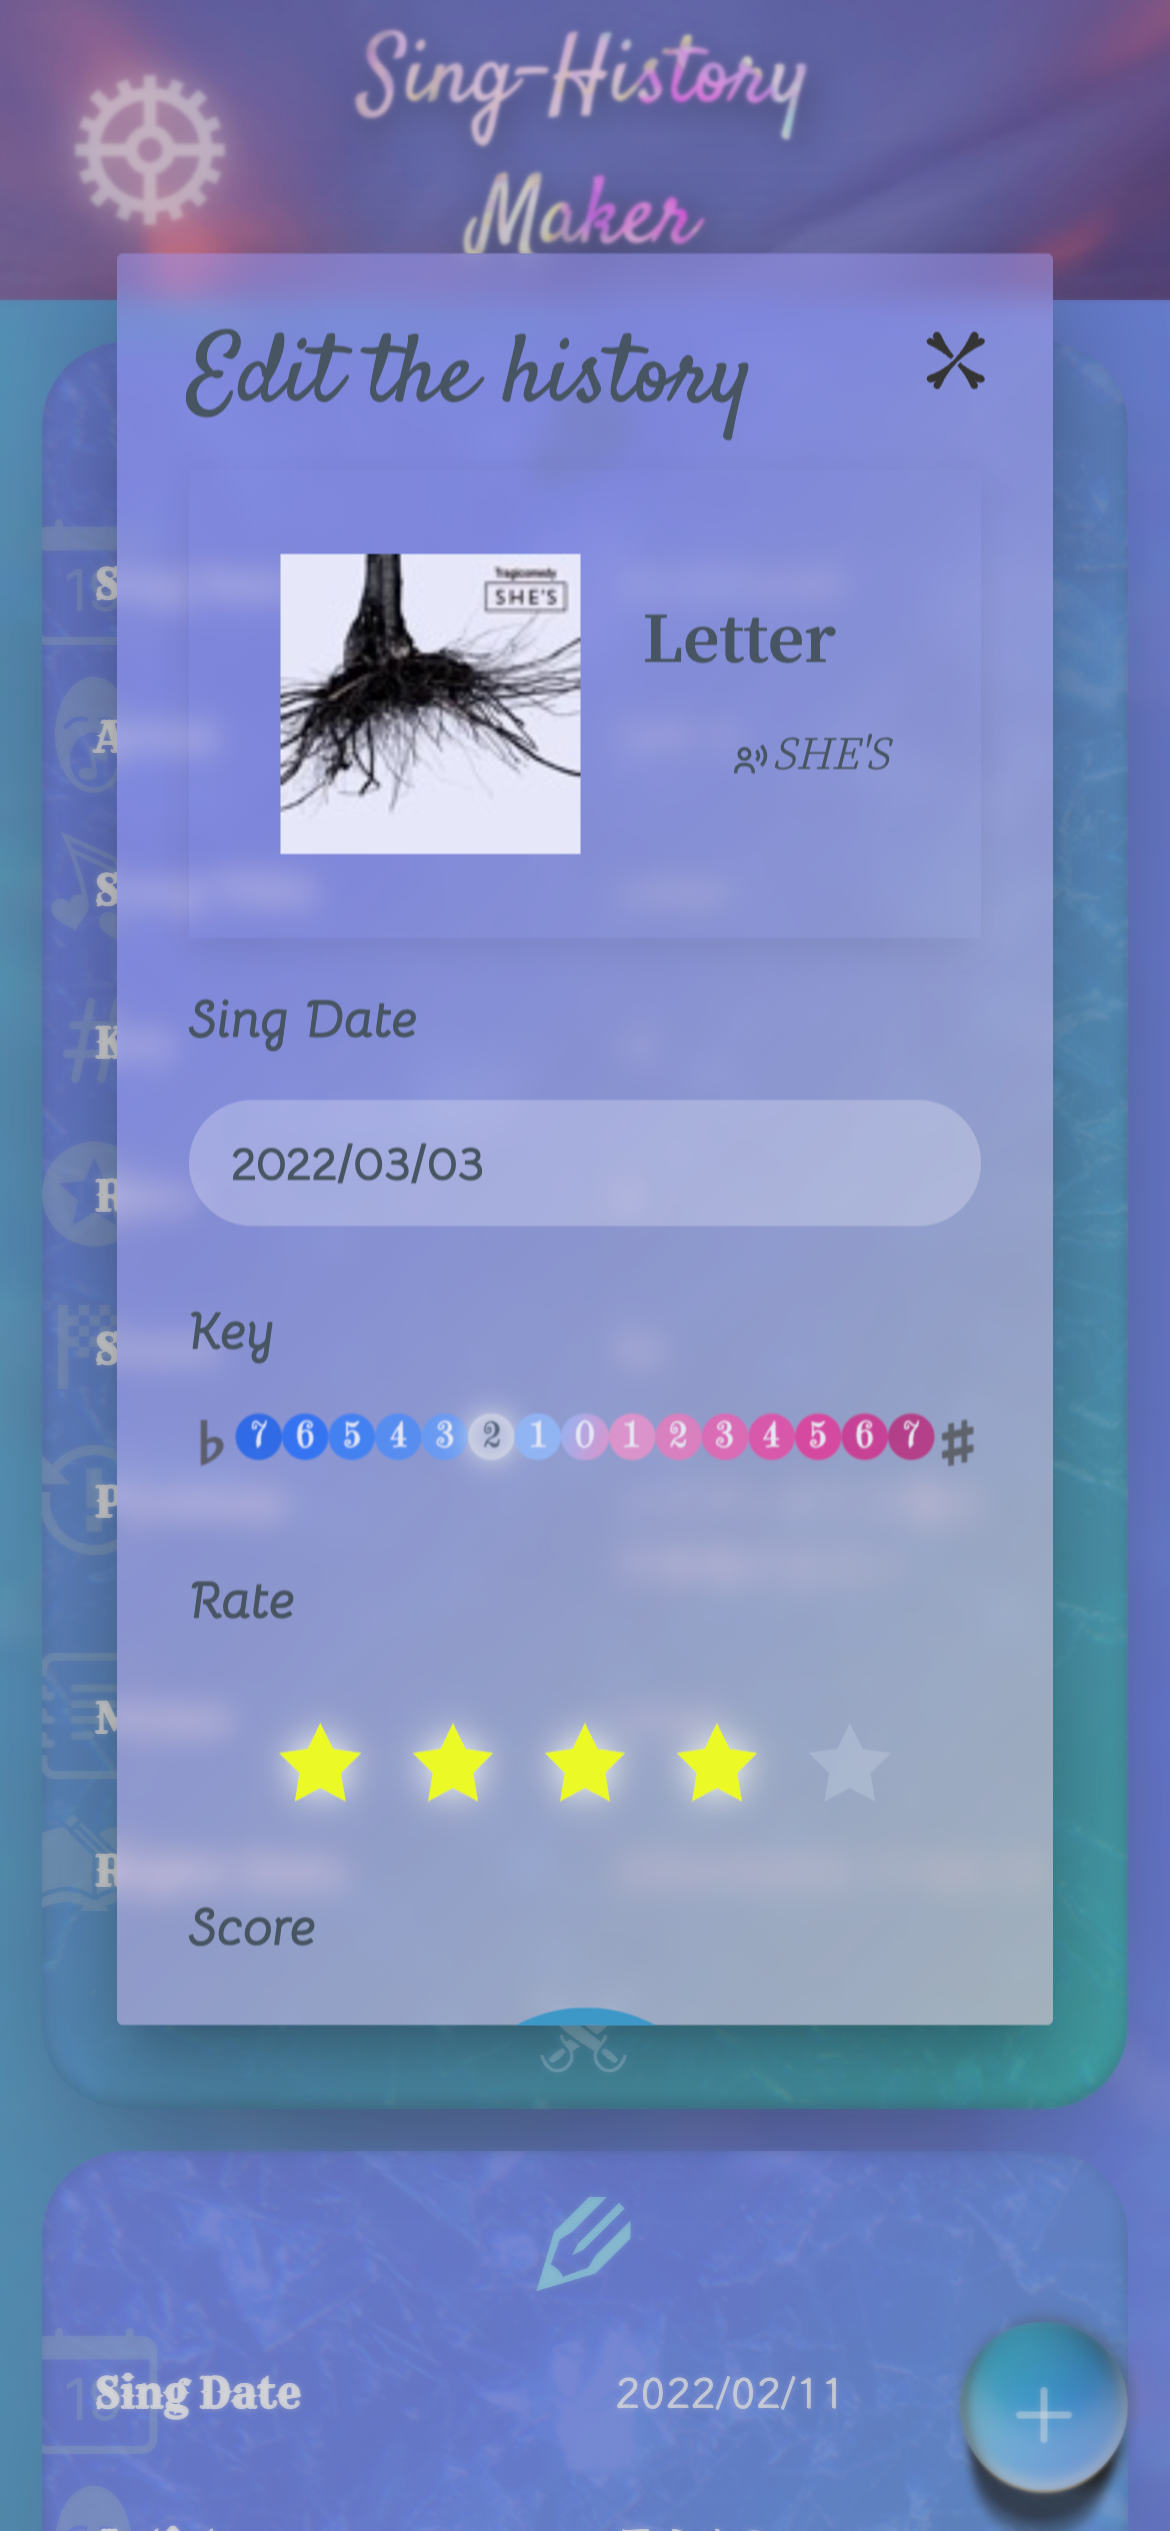 Sing-History
Maker
Edit the history
Tragicomedy
SHE'S
Letter
SHE'S
Sing Date
2022/03/03
Key
♭ 7 6 5 4 3 2 1 0 1 2 3 4 5 6 7 ♯
Rate
Score
Sing Date
2022/02/11